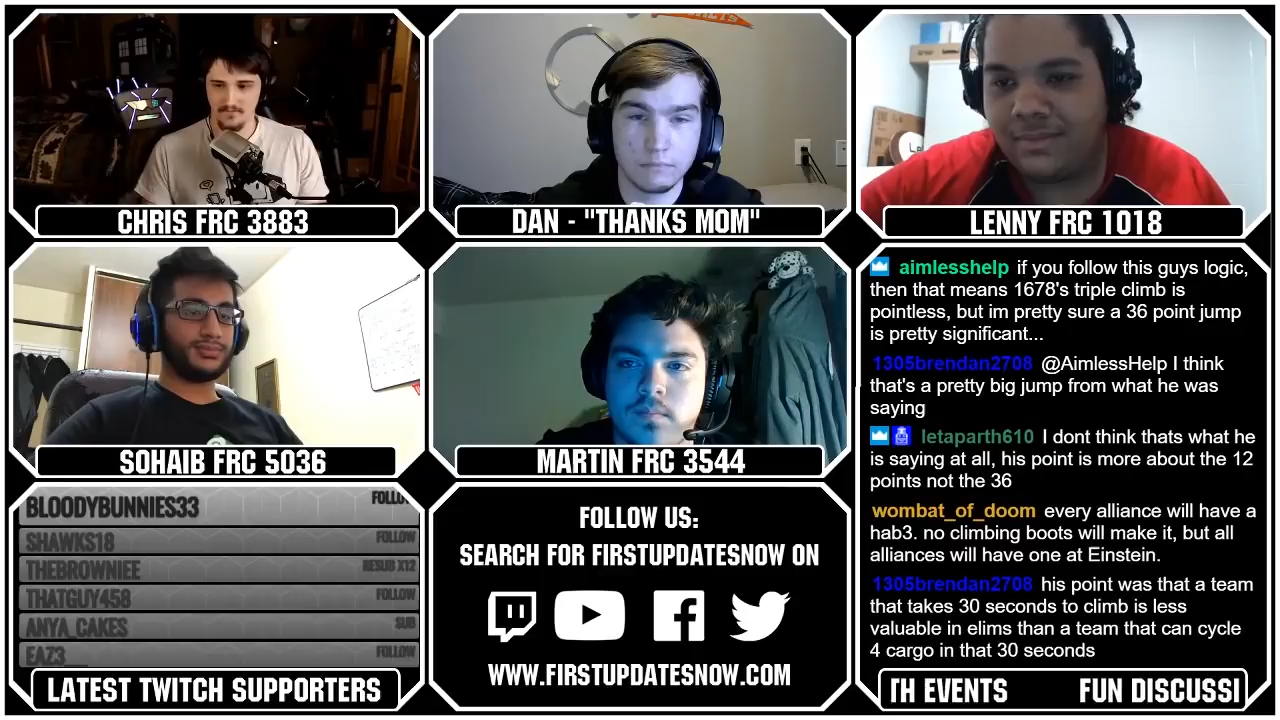 CHRIS FRC 3883
DAN - "THANKS MOM"
LENNY FRC 1018
SOHAIB FRC 5036
MARTIN FRC 3544
aimlesshelp if you follow this guys logic,
then that means 1678's triple climb is
pointless, but im pretty sure a 36 point jump
is pretty significant...
1305brendan2708 @AimlessHelp I think
that's a pretty big jump from what he was
saying
letaparth610 I dont think thats what he
is saying at all, his point is more about the 12
points not the 36
wombat_of_doom every alliance will have a
hab3. no climbing boots will make it, but all
alliances will have one at Einstein.
1305brendan2708 his point was that a team
that takes 30 seconds to climb is less
valuable in elims than a team that can cycle
4 cargo in that 30 seconds
BLOODYBUNNIES33 FOLLOW
SHAWKS18 FOLLOW
THEBROWNIEE RESUB X12
THATGUY458 FOLLOW
ANYA_CAKES SUB
EAZ3__ FOLLOW
LATEST TWITCH SUPPORTERS
FOLLOW US:
SEARCH FOR FIRSTUPDATESNOW ON
WWW.FIRSTUPDATESNOW.COM
TH EVENTS FUN DISCUSSI